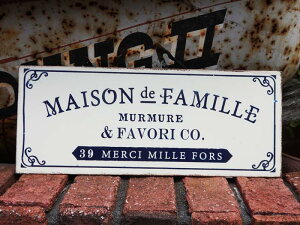 MAISON de FAMILLE
MURMURE
& FAVORI CO.
39 MERCI MILLE FORS